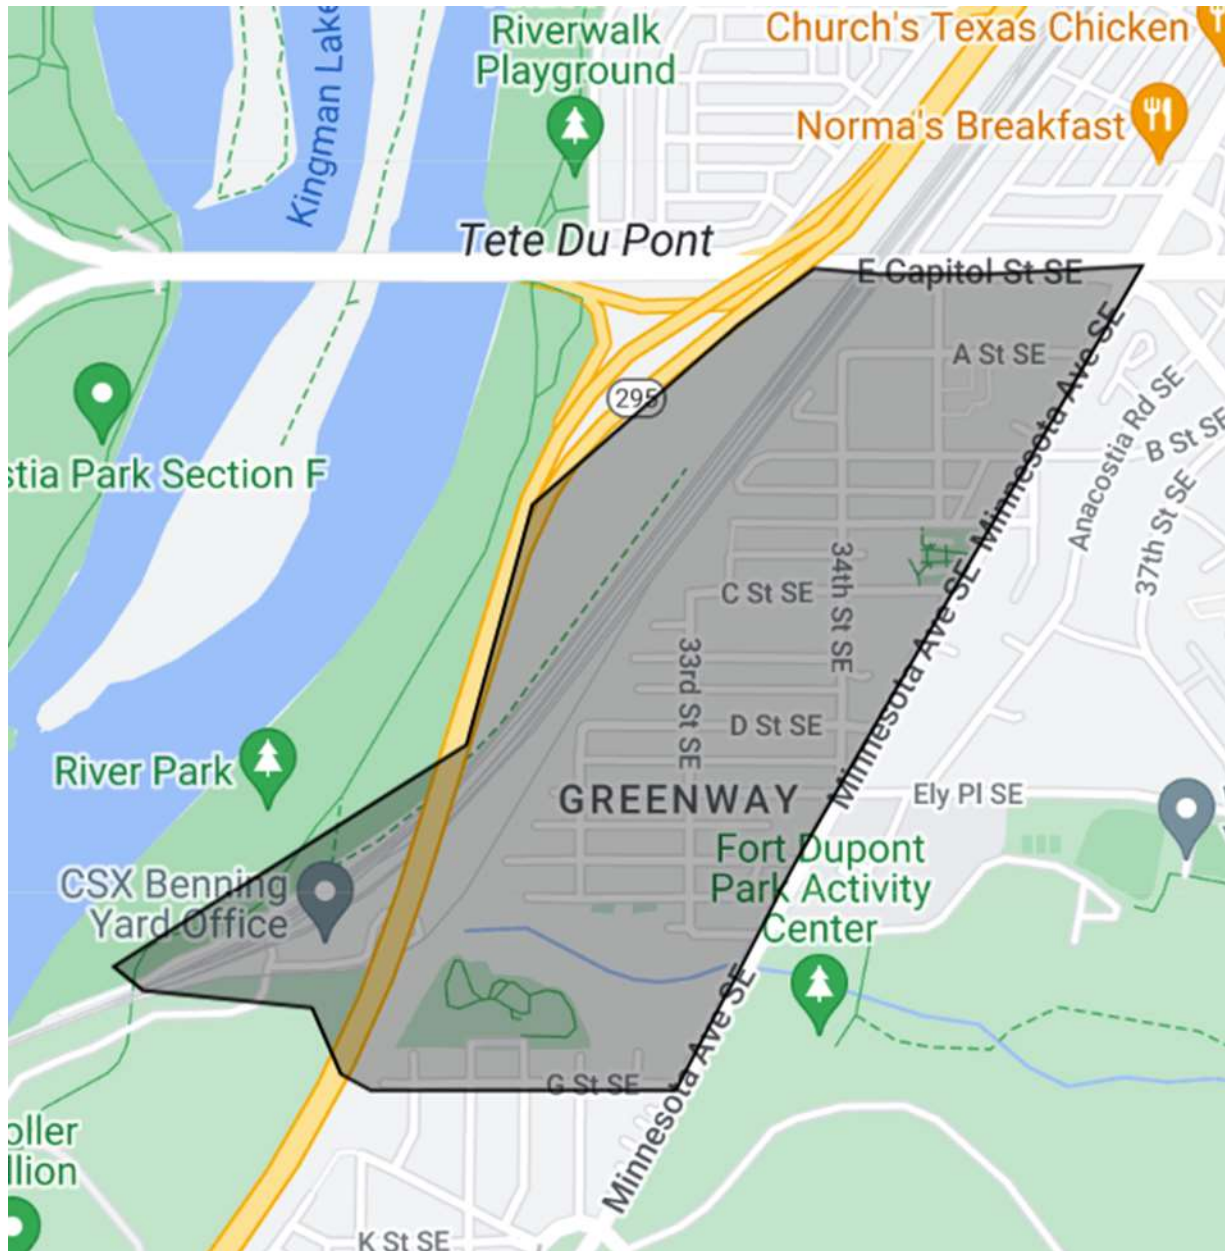 Riverwalk
Playground
Church's Texas Chicken
Norma's Breakfast
Kingman Lake
Tete Du Pont
E Capitol St SE
A St SE
Minnesota Ave SE
295
Anacostia Rd SE
B St SE
37th St SE
stia Park Section F
34th St SE
C St SE
Minnesota Ave SE
33rd St SE
D St SE
River Park
GREENWAY
Ely Pl SE
Fort Dupont
Park Activity
Center
CSX Benning
Yard Office
G St SE
Minnesota Ave SE
oller
llion
K St SE